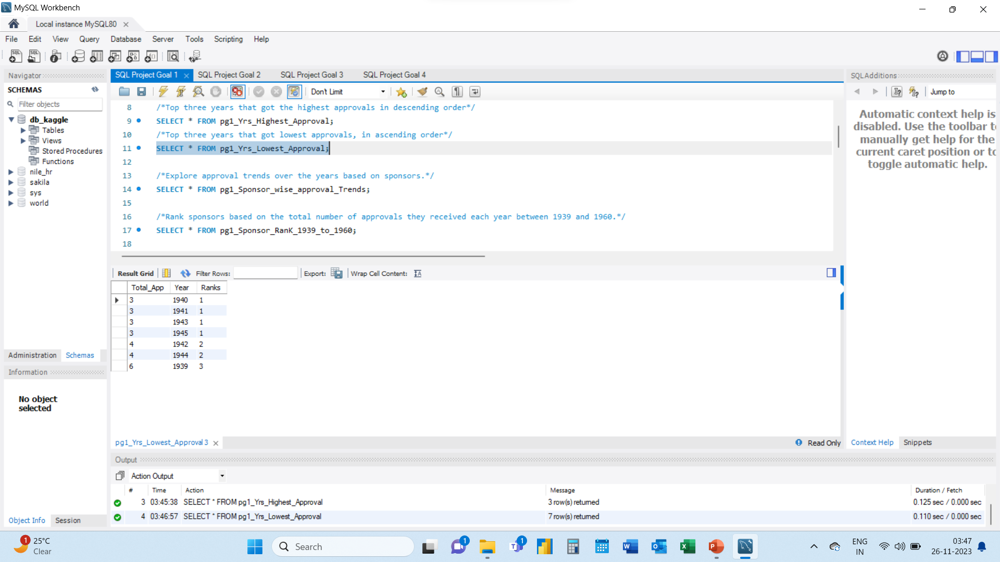 MySQL Workbench
Local instance MySQL80
File Edit View Query Database Server Tools Scripting Help
Navigator
SCHEMAS
Filter objects
db_kaggle
Tables
Views
Stored Procedures
Functions
nile_hr
sakila
sys
world
Administration Schemas
Information
No object
selected
Object Info Session
SQL Project Goal 1 SQL Project Goal 2 SQL Project Goal 3 SQL Project Goal 4
Don't Limit
8 /*Top three years that got the highest approvals in descending order*/
9 SELECT * FROM pg1_Yrs_Highest_Approval;
10 /*Top three years that got lowest approvals, in ascending order*/
11 SELECT * FROM pg1_Yrs_Lowest_Approval;
12
13 /*Explore approval trends over the years based on sponsors.*/
14 SELECT * FROM pg1_Sponsor_wise_approval_Trends;
15
16 /*Rank sponsors based on the total number of approvals they received each year between 1939 and 1960.*/
17 SELECT * FROM pg1_Sponsor_RanK_1939_to_1960;
18
Result Grid Filter Rows: Export: Wrap Cell Content:
Total_App Year Ranks
3 1940 1
3 1941 1
3 1943 1
3 1945 1
4 1942 2
4 1944 2
6 1939 3
pg1_Yrs_Lowest_Approval 3
Read Only
SQLAdditions
Jump to
Automatic context help is
disabled. Use the toolbar t
manually get help for the
current caret position or to
toggle automatic help.
Context Help Snippets
Output
Action Output
# Time Action Message Duration / Fetch
3 03:45:38 SELECT * FROM pg1_Yrs_Highest_Approval 3 row(s) returned 0.125 sec / 0.000 sec
4 03:46:57 SELECT * FROM pg1_Yrs_Lowest_Approval 7 row(s) returned 0.110 sec / 0.000 sec
1
25°C
Clear
Search
1
1
ENG
IN
03:47
26-11-2023